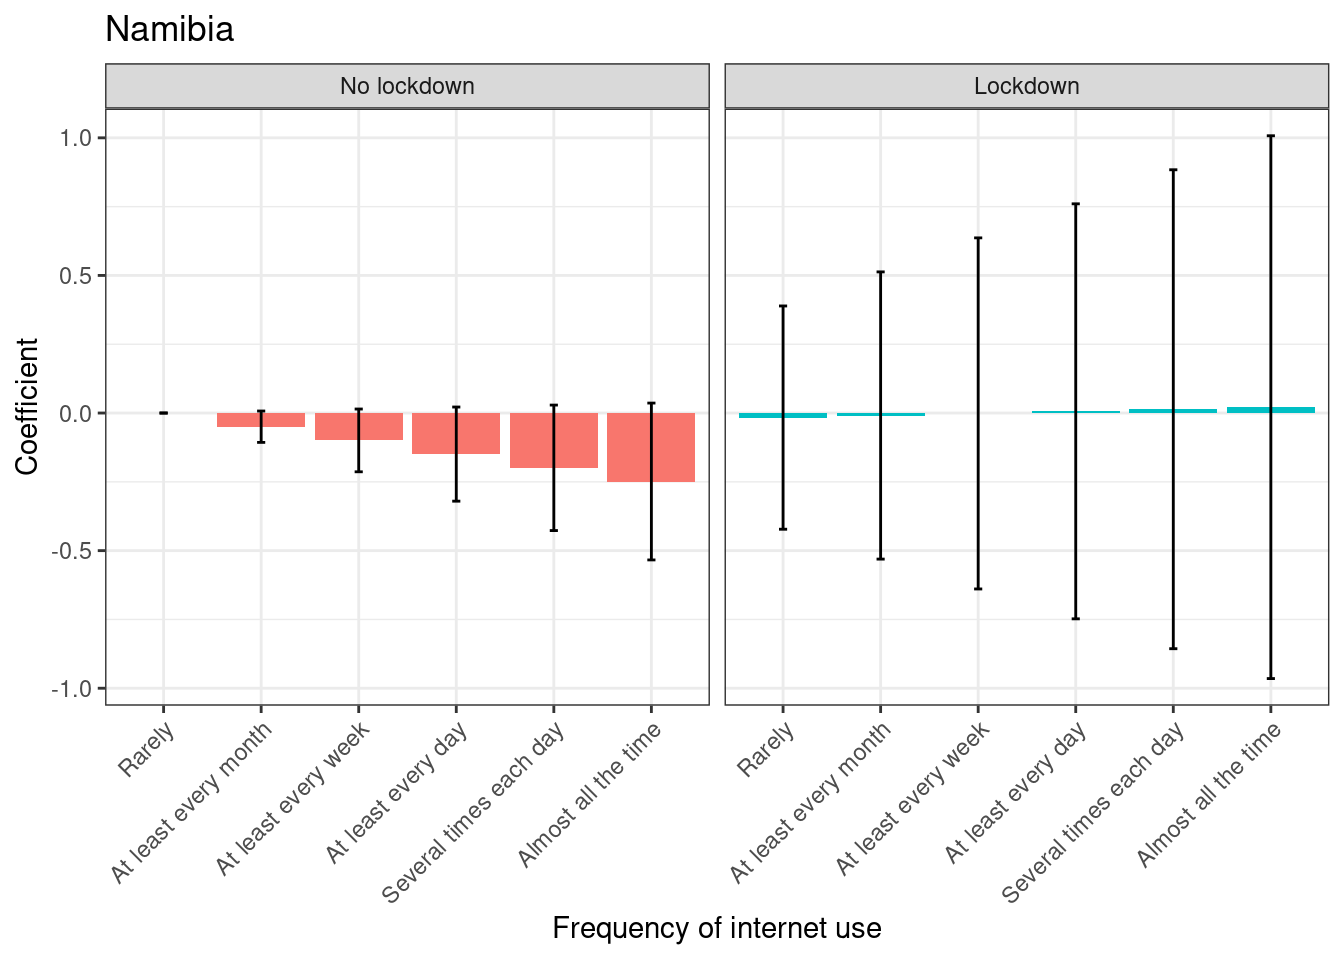 Namibia
No lockdown
Lockdown
Coefficient
1.0
0.5
0.0
-0.5
-1.0
Rarely
At least every month
At least every week
At least every day
Several times each day
Almost all the time
Rarely
At least every month
At least every week
At least every day
Several times each day
Almost all the time
Frequency of internet use